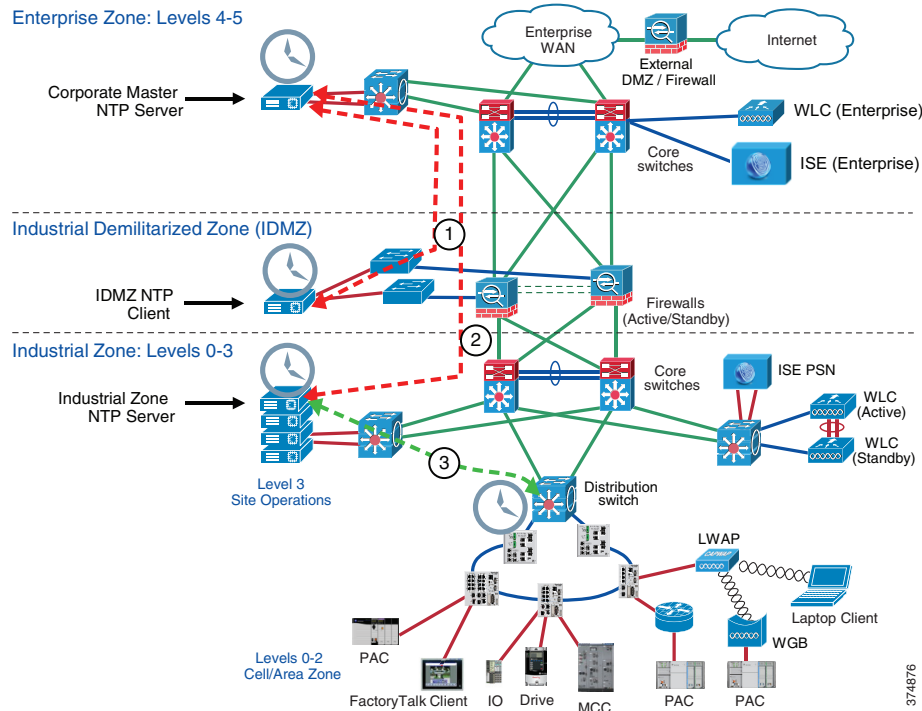 Enterprise Zone: Levels 4-5
Enterprise
WAN
Internet
External
DMZ / Firewall
Corporate Master
NTP Server
WLC (Enterprise)
Core
switches
ISE (Enterprise)
Industrial Demilitarized Zone (IDMZ)
1
IDMZ NTP
Client
Firewalls
(Active/Standby)
2
Industrial Zone: Levels 0-3
Core
switches
ISE PSN
Industrial Zone
NTP Server
WLC
(Active)
WLC
(Standby)
3
Level 3
Site Operations
Distribution
switch
LWAP
CAPWAP
Laptop Client
WGB
PAC
Levels 0-2
Cell/Area Zone
FactoryTalk Client
IO
Drive
MCC
PAC
PAC
374876